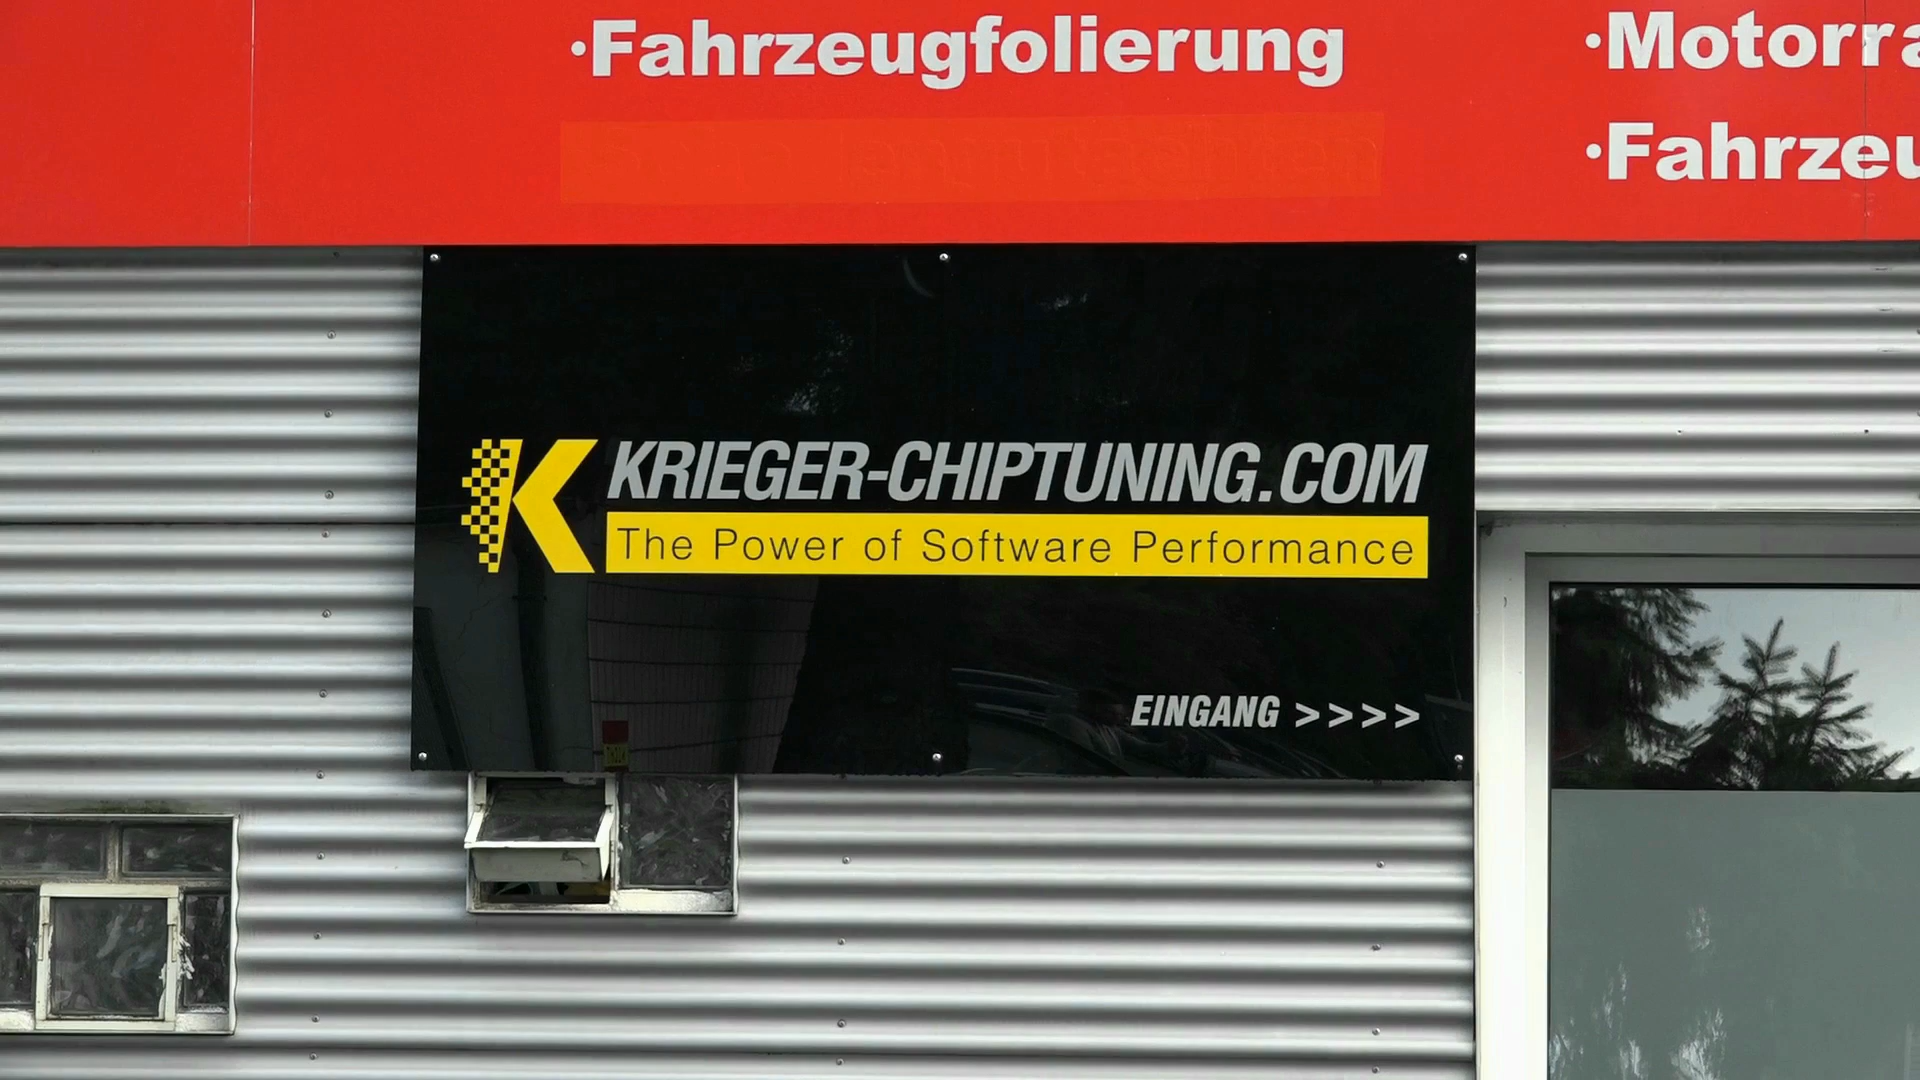 ·Fahrzeugfolierung
·Motorra
·Fahrzeu
KRIEGER-CHIPTUNING.COM
The Power of Software Performance
EINGANG >>>>